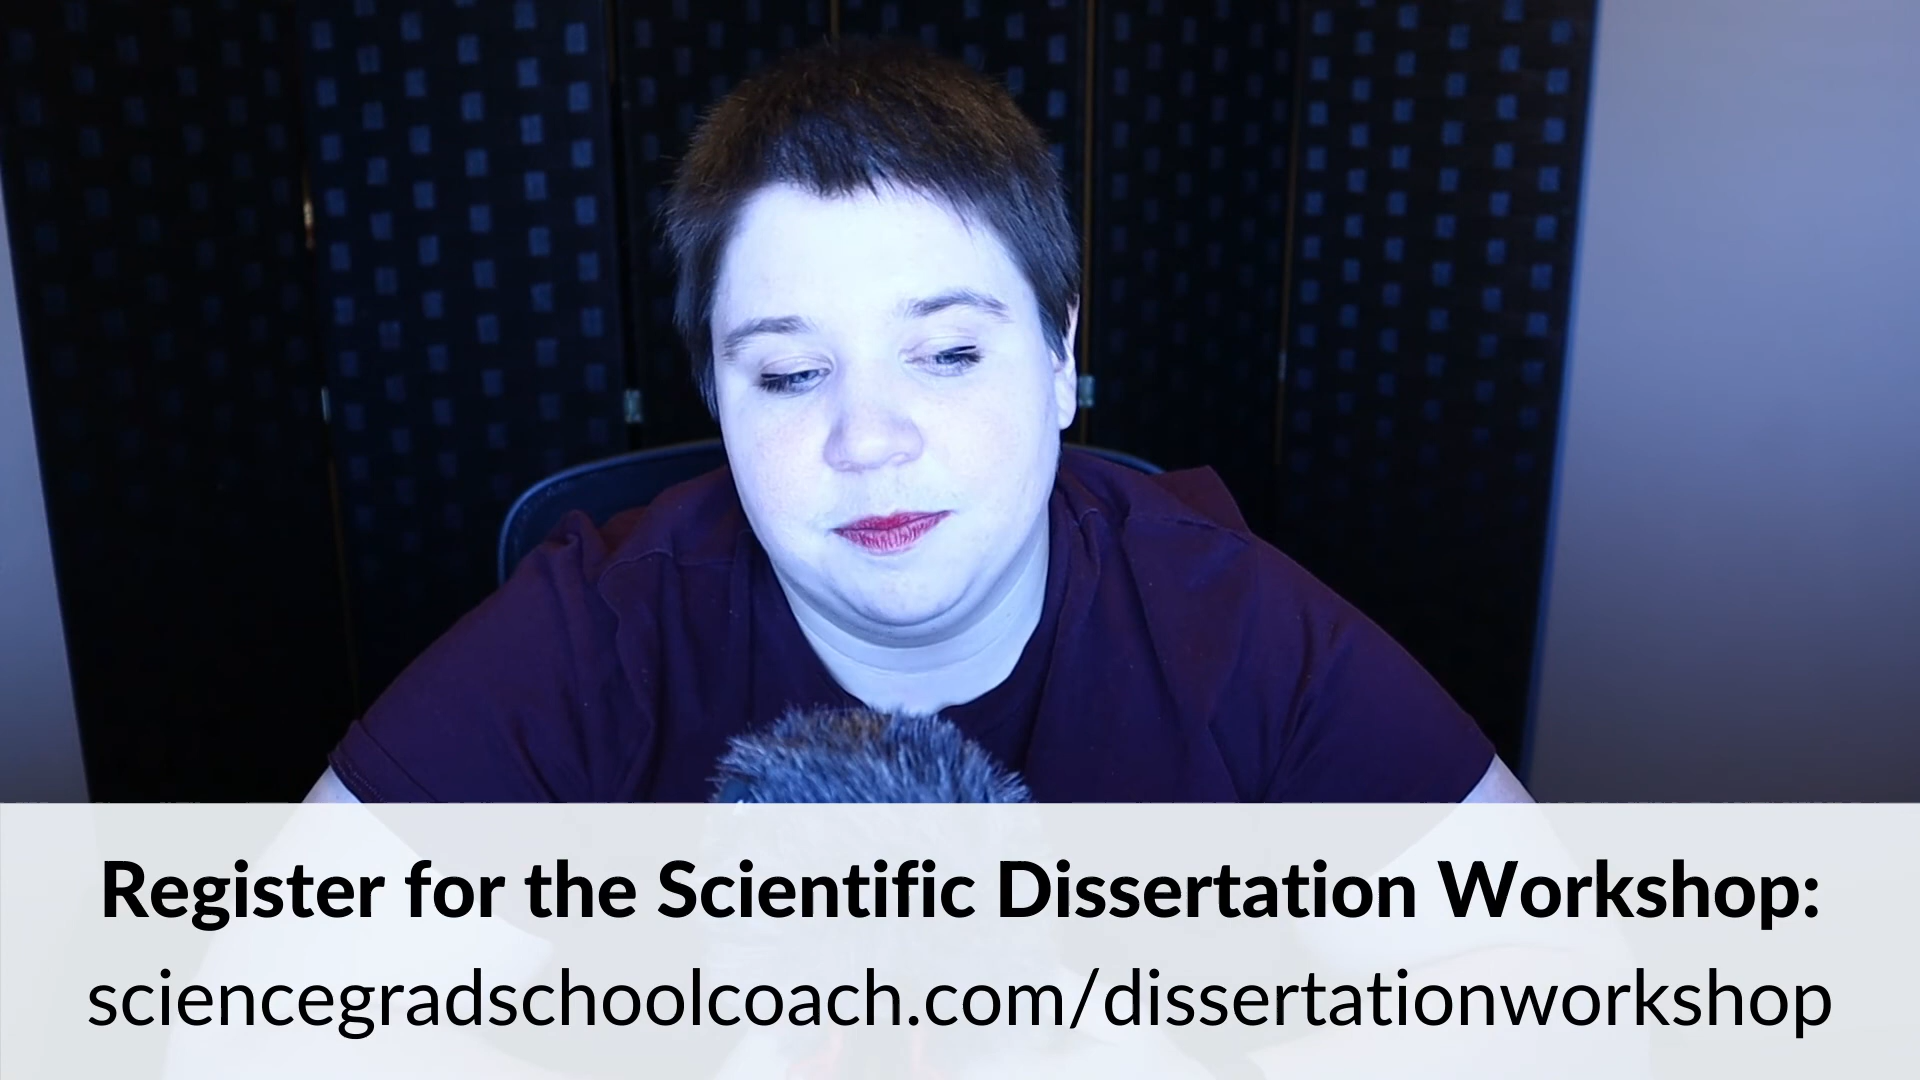 Register for the Scientific Dissertation Workshop:
sciencegradschoolcoach.com/dissertationworkshop